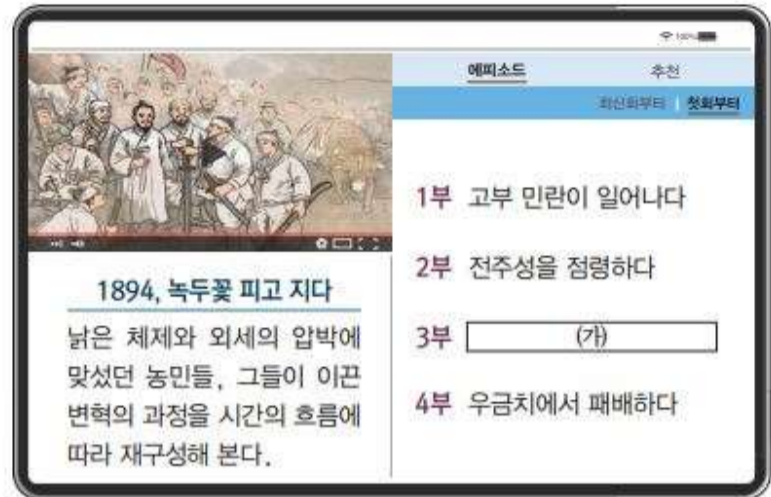 100%
에피소드 추천
최신화부터 | 첫회부터
1894, 녹두꽃 피고 지다
낡은 체제와 외세의 압박에
맞섰던 농민들, 그들이 이끈
변혁의 과정을 시간의 흐름에
따라 재구성해 본다.
1부 고부 민란이 일어나다
2부 전주성을 점령하다
3부 (가)
4부 우금치에서 패배하다